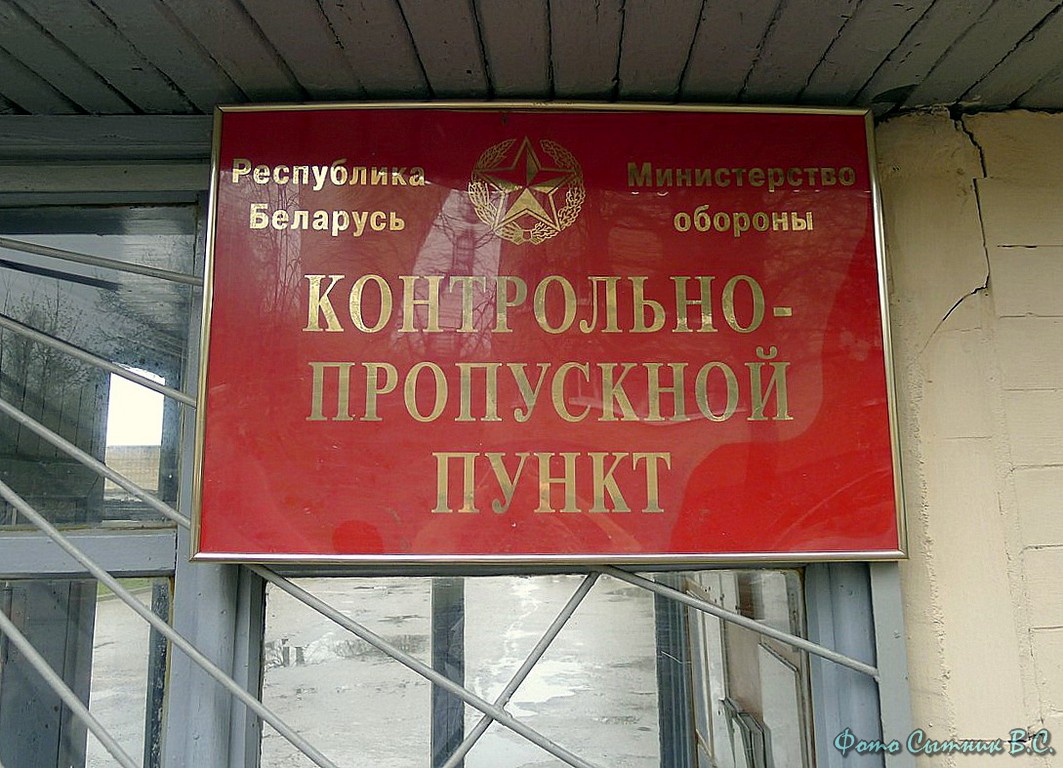 Республика
Беларусь
Министерство
обороны
КОНТРОЛЬНО-
ПРОПУСКНОЙ
ПУНКТ
Фото Сытник В.С.